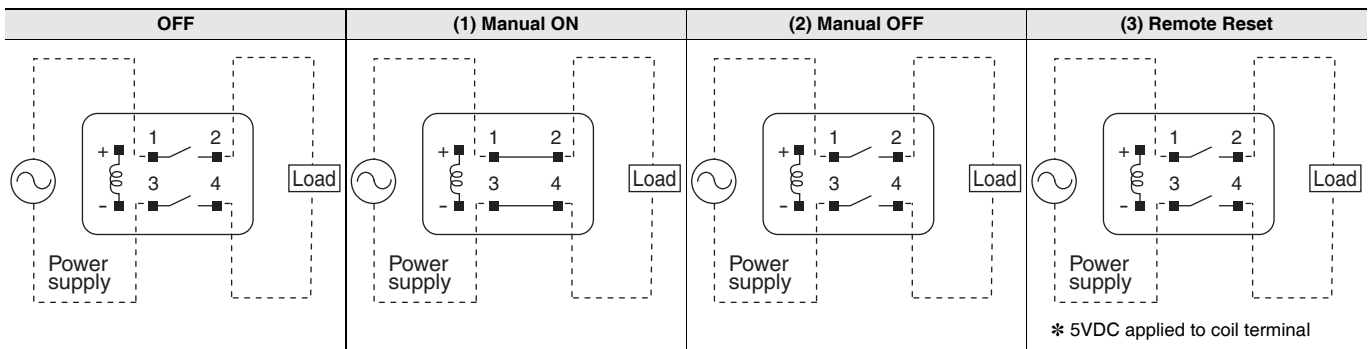 OFF
(1) Manual ON
(2) Manual OFF
(3) Remote Reset
1 2
+
3 4
-
Load
Power
supply
1 2
+
3 4
-
Load
Power
supply
1 2
+
3 4
-
Load
Power
supply
1 2
+
3 4
-
Load
Power
supply
✻ 5VDC applied to coil terminal